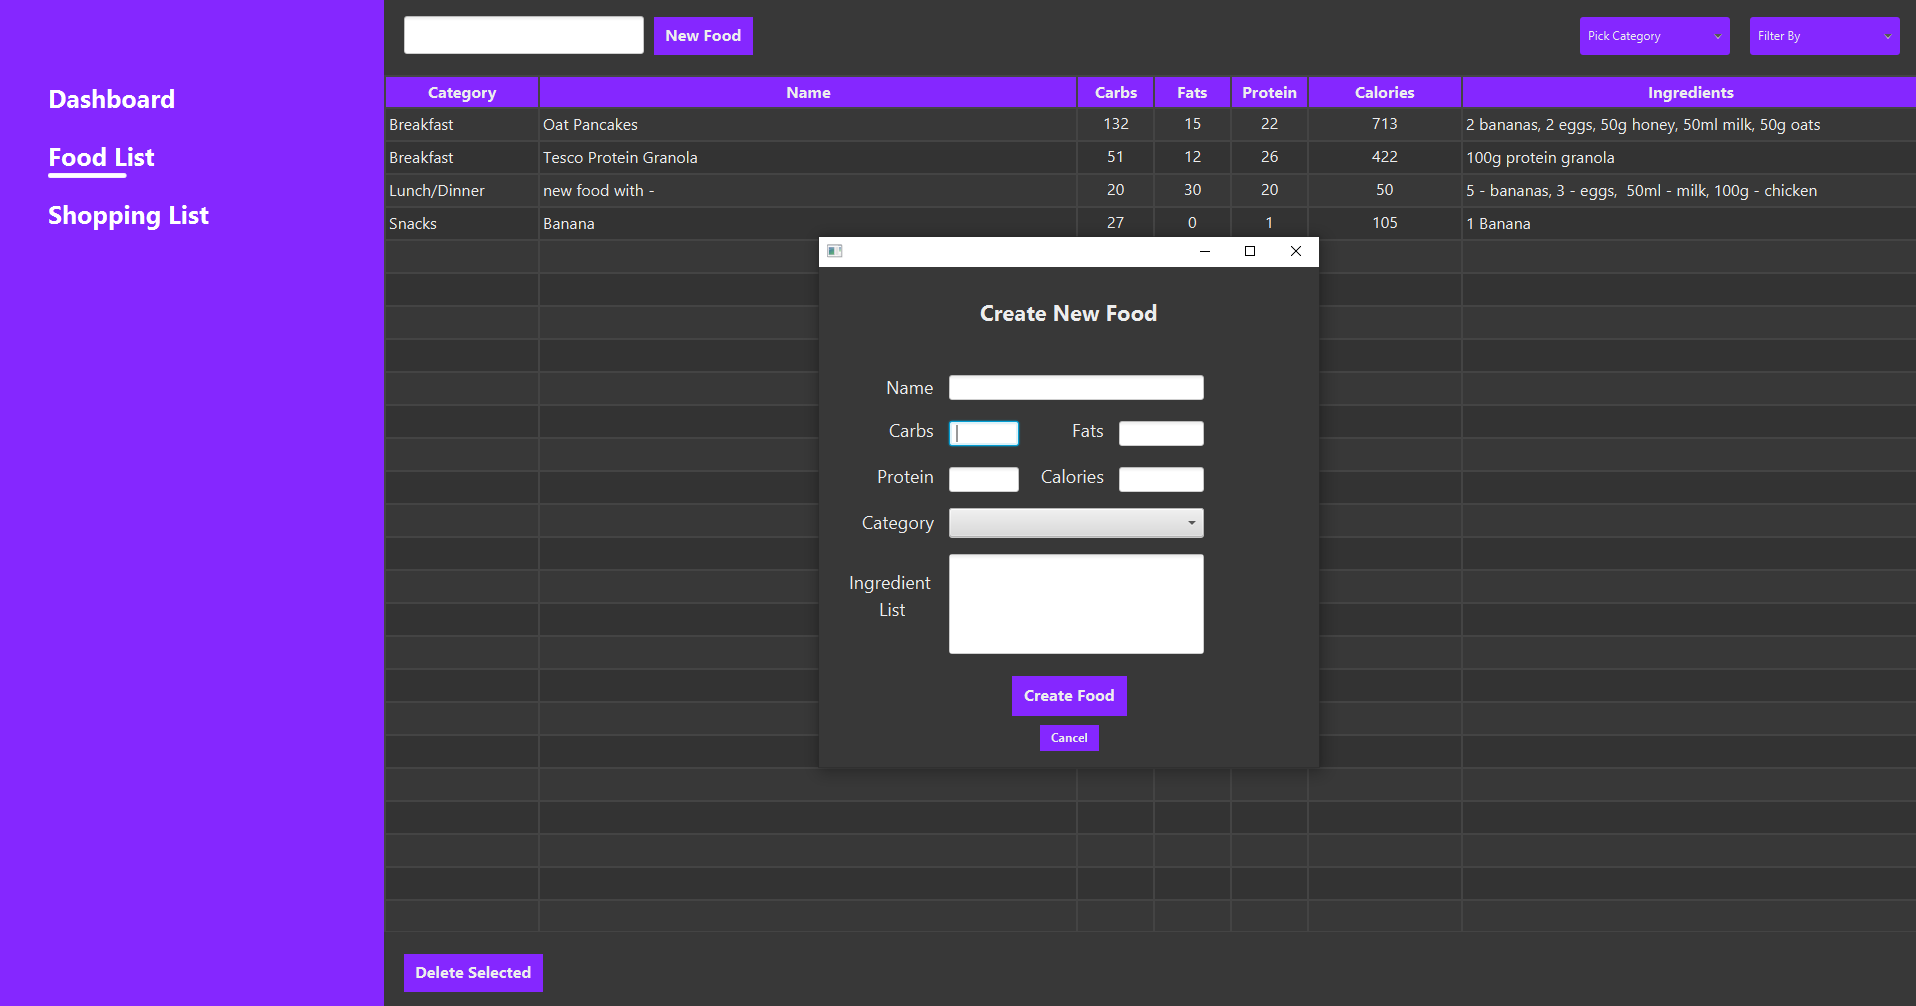 Dashboard
Food List
Shopping List
New Food
Pick Category
Filter By
Category Name Carbs Fats Protein Calories Ingredients
Breakfast Oat Pancakes 132 15 22 713 2 bananas, 2 eggs, 50g honey, 50ml milk, 50g oats
Breakfast Tesco Protein Granola 51 12 26 422 100g protein granola
Lunch/Dinner new food with - 20 30 20 50 5 - bananas, 3 - eggs,  50ml - milk, 100g - chicken
Snacks Banana 27 0 1 105 1 Banana
Create New Food
Name
Carbs Fats
Protein Calories
Category
Ingredient
List
Create Food
Cancel
Delete Selected